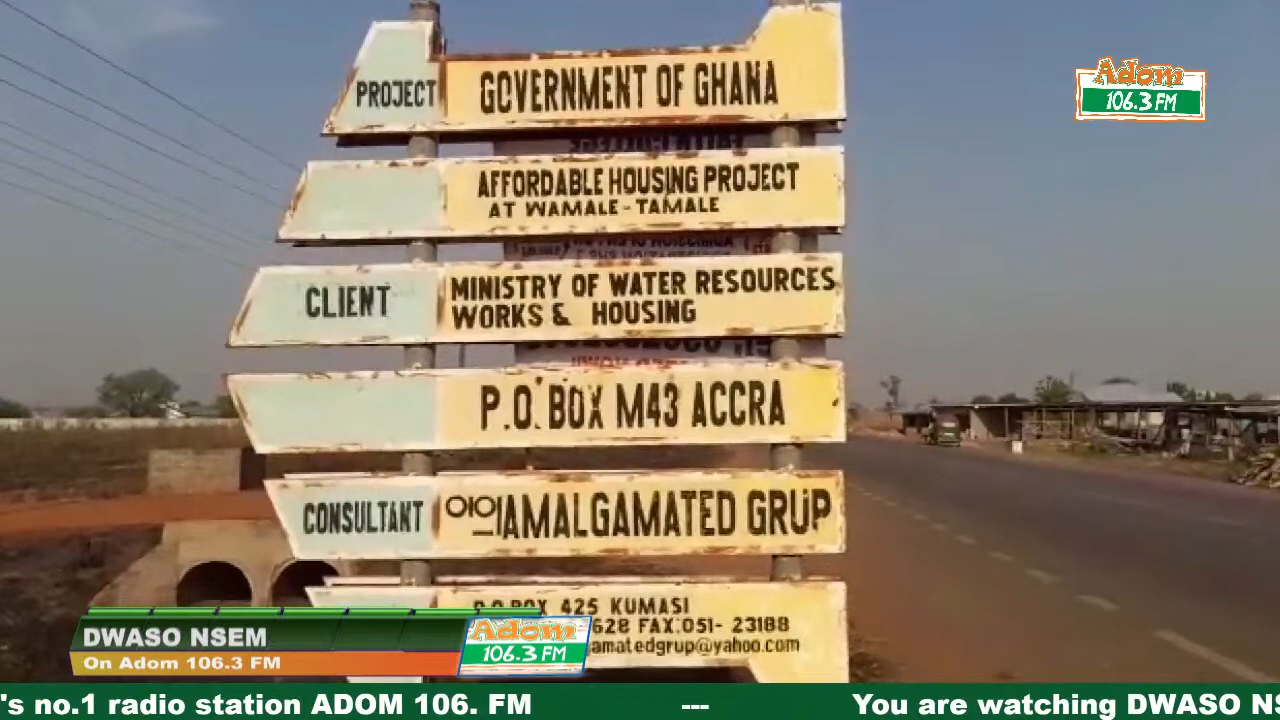 PROJECT GOVERNMENT OF GHANA
AFFORDABLE HOUSING PROJECT
AT WAMALE-TAMALE
CLIENT MINISTRY OF WATER RESOURCES
WORKS & HOUSING
P.O. BOX M43 ACCRA
CONSULTANT AMALGAMATED GRUP
P.O BOX 425 KUMASI
628 FAX:051- 23188
amatedgrup@yahoo.com
Adom
106.3 FM
DWASO NSEM
On Adom 106.3 FM
Adom
106.3 FM
's no.1 radio station ADOM 106. FM --- You are watching DWASO NS